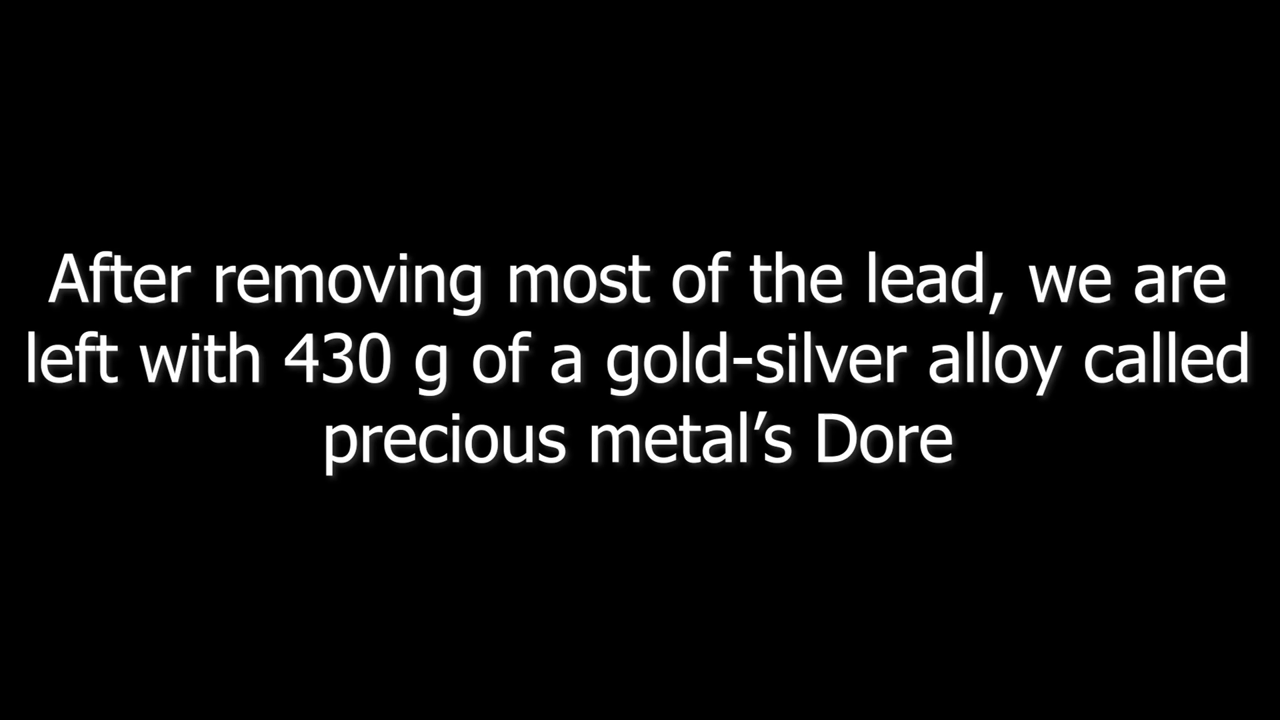 After removing most of the lead, we are
left with 430 g of a gold-silver alloy called
precious metal’s Dore